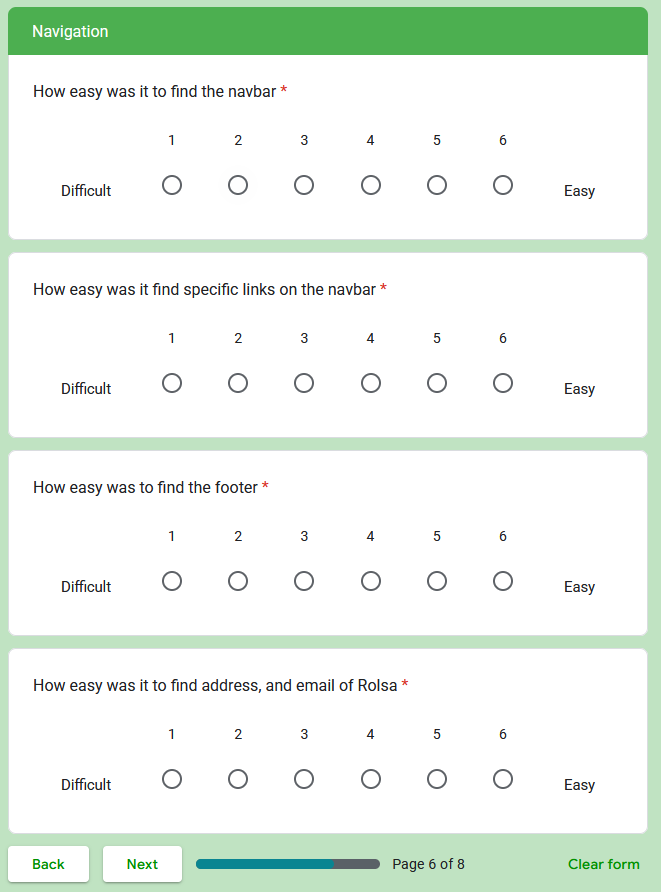 Navigation
How easy was it to find the navbar *
1 2 3 4 5 6
Difficult Easy
How easy was it find specific links on the navbar *
1 2 3 4 5 6
Difficult Easy
How easy was to find the footer *
1 2 3 4 5 6
Difficult Easy
How easy was it to find address, and email of Rolsa *
1 2 3 4 5 6
Difficult Easy
Back Next Page 6 of 8 Clear form